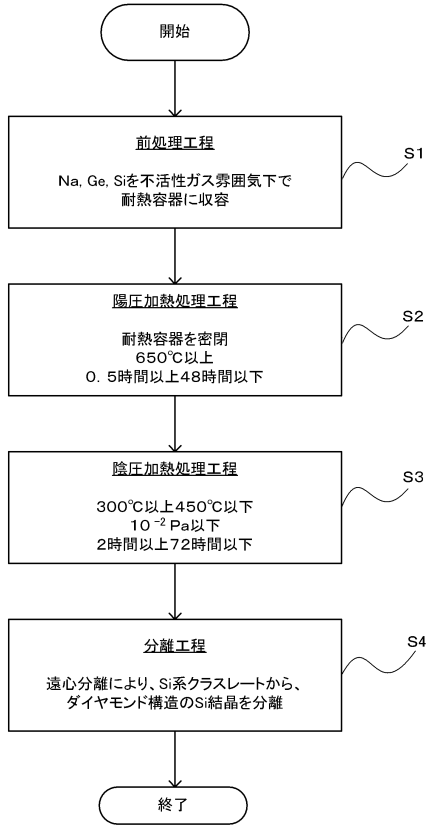 開始
前処理工程
Na, Ge, Siを不活性ガス雰囲気下で
耐熱容器に収容
S1
陽圧加熱処理工程
耐熱容器を密閉
650℃以上
0.5時間以上48時間以下
S2
陰圧加熱処理工程
300℃以上450℃以下
10⁻²Pa以下
2時間以上72時間以下
S3
分離工程
遠心分離により、Si系クラスレートから、
ダイヤモンド構造のSi結晶を分離
S4
終了